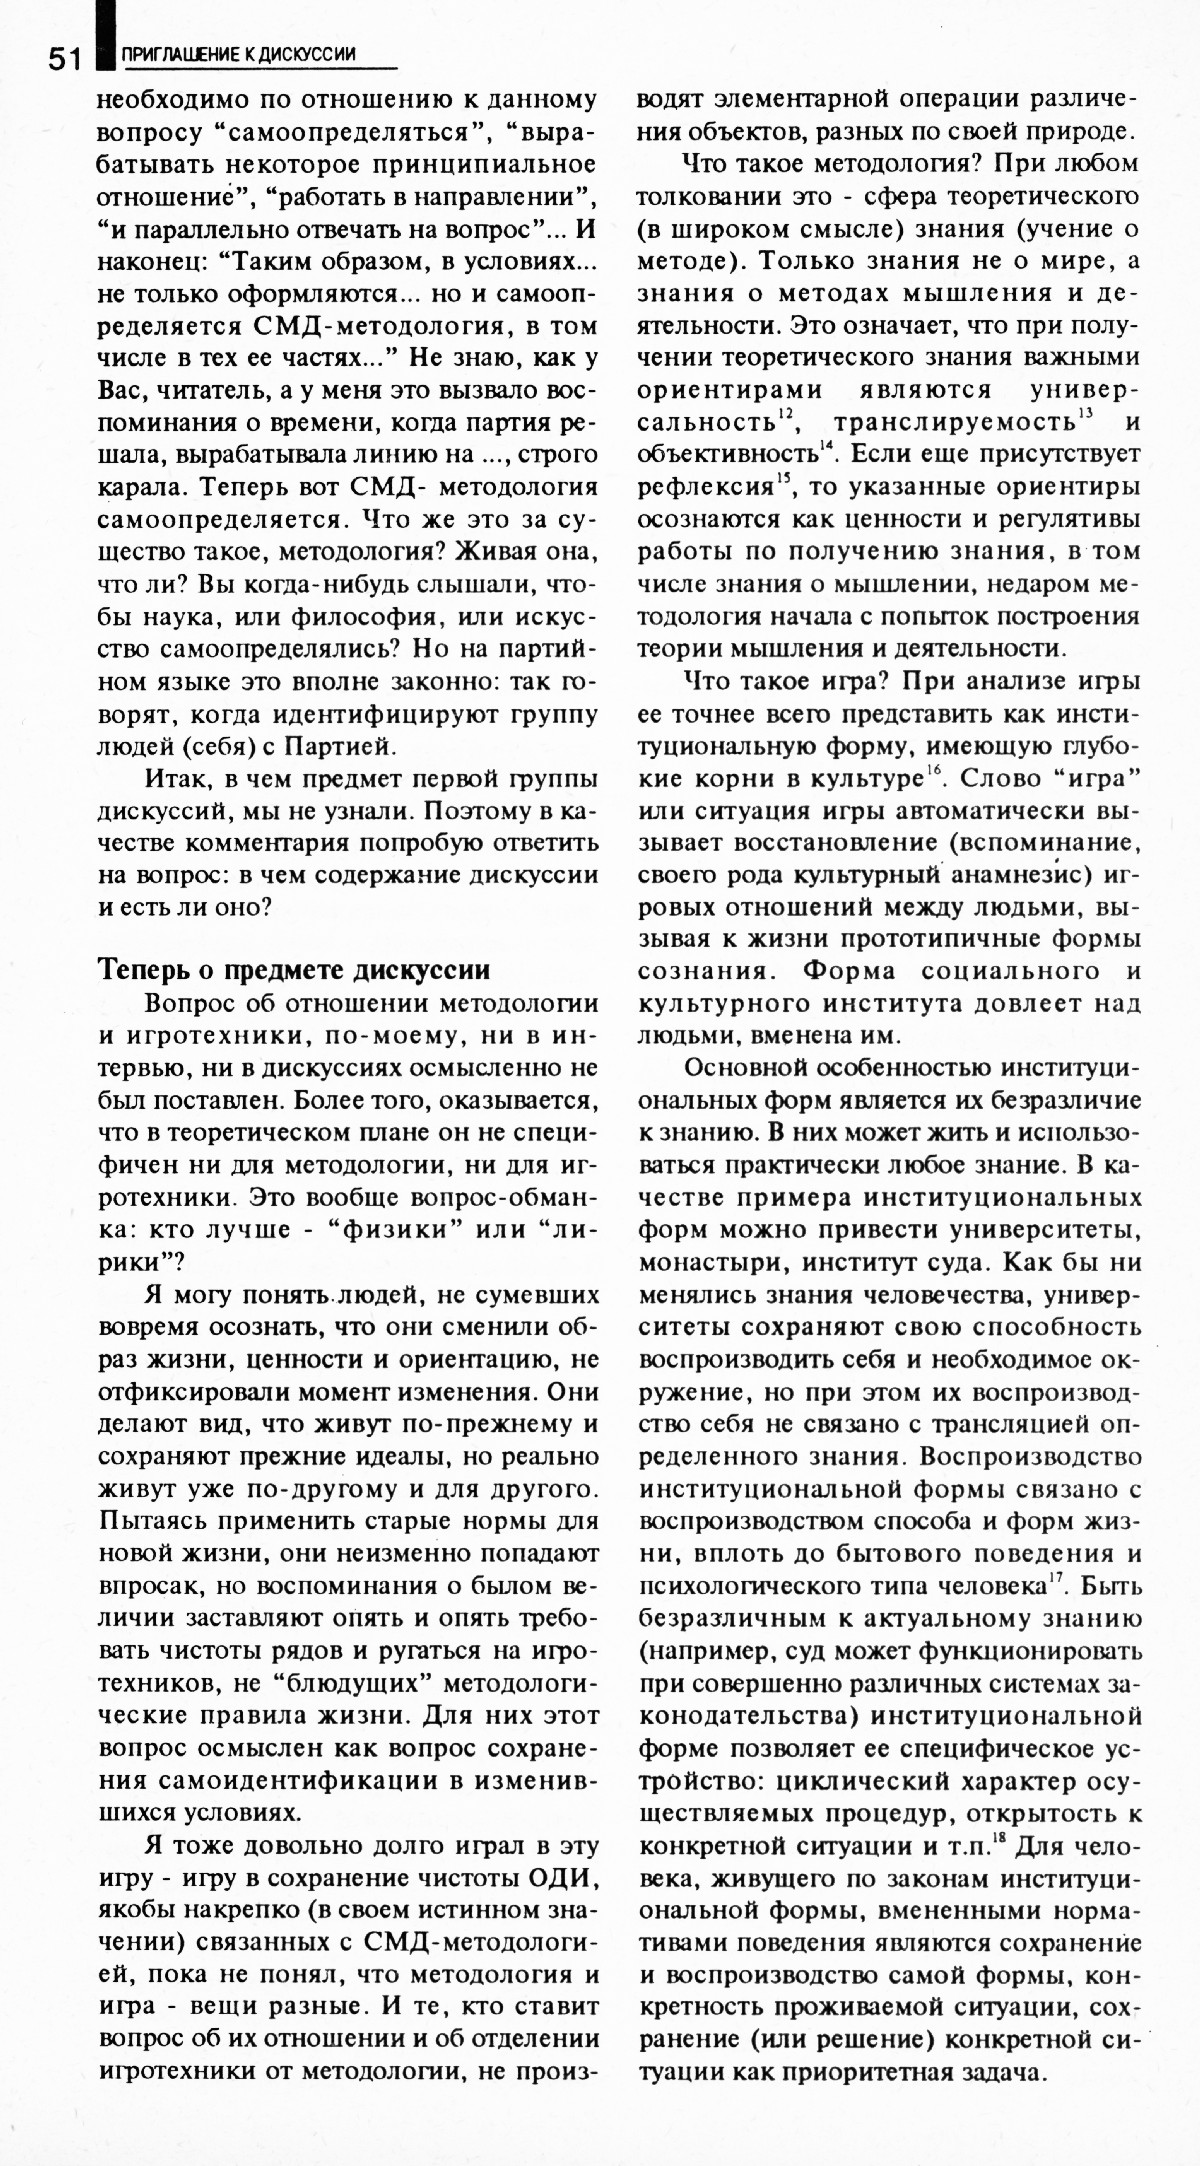 51
ПРИГЛАШЕНИЕ К ДИСКУССИИ
необходимо по отношению к данному
вопросу “самоопределяться”, “выра-
батывать некоторое принципиальное
отношение”, “работать в направлении”,
“и параллельно отвечать на вопрос”... И
наконец: “Таким образом, в условиях...
не только оформляются... но и самооп-
ределяется СМД-методология, в том
числе в тех ее частях...” Не знаю, как у
Вас, читатель, а у меня это вызвало вос-
поминания о времени, когда партия ре-
шала, вырабатывала линию на ..., строго
карала. Теперь вот СМД- методология
самоопределяется. Что же это за су-
щество такое, методология? Живая она,
что ли? Вы когда-нибудь слышали, что-
бы наука, или философия, или искус-
ство самоопределялись? Но на партий-
ном языке это вполне законно: так го-
ворят, когда идентифицируют группу
людей (себя) с Партией.
Итак, в чем предмет первой группы
дискуссий, мы не узнали. Поэтому в ка-
честве комментария попробую ответить
на вопрос: в чем содержание дискуссии
и есть ли оно?
Теперь о предмете дискуссии
Вопрос об отношении методологии
и игротехники, по-моему, ни в ин-
тервью, ни в дискуссиях осмысленно не
был поставлен. Более того, оказывается,
что в теоретическом плане он не специ-
фичен ни для методологии, ни для иг-
ротехники. Это вообще вопрос-обман-
ка: кто лучше - “физики” или “ли-
рики”?
Я могу понять людей, не сумевших
вовремя осознать, что они сменили об-
раз жизни, ценности и ориентацию, не
отфиксировали момент изменения. Они
делают вид, что живут по-прежнему и
сохраняют прежние идеалы, но реально
живут уже по-другому и для другого.
Пытаясь применить старые нормы для
новой жизни, они неизменно попадают
впросак, но воспоминания о былом ве-
личии заставляют опять и опять требо-
вать чистоты рядов и ругаться на игро-
техников, не “блюдущих” методологи-
ческие правила жизни. Для них этот
вопрос осмыслен как вопрос сохране-
ния самоидентификации в изменив-
шихся условиях.
Я тоже довольно долго играл в эту
игру - игру в сохранение чистоты ОДИ,
якобы накрепко (в своем истинном зна-
чении) связанных с СМД-методологи-
ей, пока не понял, что методология и
игра - вещи разные. И те, кто ставит
вопрос об их отношении и об отделении
игротехники от методологии, не произ-
водят элементарной операции различе-
ния объектов, разных по своей природе.
Что такое методология? При любом
толковании это - сфера теоретического
(в широком смысле) знания (учение о
методе). Только знания не о мире, а
знания о методах мышления и де-
ятельности. Это означает, что при полу-
чении теоретического знания важными
ориентирами являются универ-
сальность¹², транслируемость¹³ и
объективность¹⁴. Если еще присутствует
рефлексия¹⁵, то указанные ориентиры
осознаются как ценности и регулятивы
работы по получению знания, в том
числе знания о мышлении, недаром ме-
тодология начала с попыток построения
теории мышления и деятельности.
Что такое игра? При анализе игры
ее точнее всего представить как инсти-
туциональную форму, имеющую глубо-
кие корни в культуре¹⁶. Слово “игра”
или ситуация игры автоматически вы-
зывает восстановление (вспоминание,
своего рода культурный анамнезис) иг-
ровых отношений между людьми, вы-
зывая к жизни прототипичные формы
сознания. Форма социального и
культурного института довлеет над
людьми, вменена им.
Основной особенностью институци-
ональных форм является их безразличие
к знанию. В них может жить и использо-
ваться практически любое знание. В ка-
честве примера институциональных
форм можно привести университеты,
монастыри, институт суда. Как бы ни
менялись знания человечества, универ-
ситеты сохраняют свою способность
воспроизводить себя и необходимое ок-
ружение, но при этом их воспроизвод-
ство себя не связано с трансляцией оп-
ределенного знания. Воспроизводство
институциональной формы связано с
воспроизводством способа и форм жиз-
ни, вплоть до бытового поведения и
психологического типа человека¹⁷. Быть
безразличным к актуальному знанию
(например, суд может функционировать
при совершенно различных системах за-
конодательства) институциональной
форме позволяет ее специфическое ус-
тройство: циклический характер осу-
ществляемых процедур, открытость к
конкретной ситуации и т.п.¹⁸ Для чело-
века, живущего по законам институци-
ональной формы, вмененными норма-
тивами поведения являются сохранение
и воспроизводство самой формы, кон-
кретность проживаемой ситуации, сох-
ранение (или решение) конкретной си-
туации как приоритетная задача.